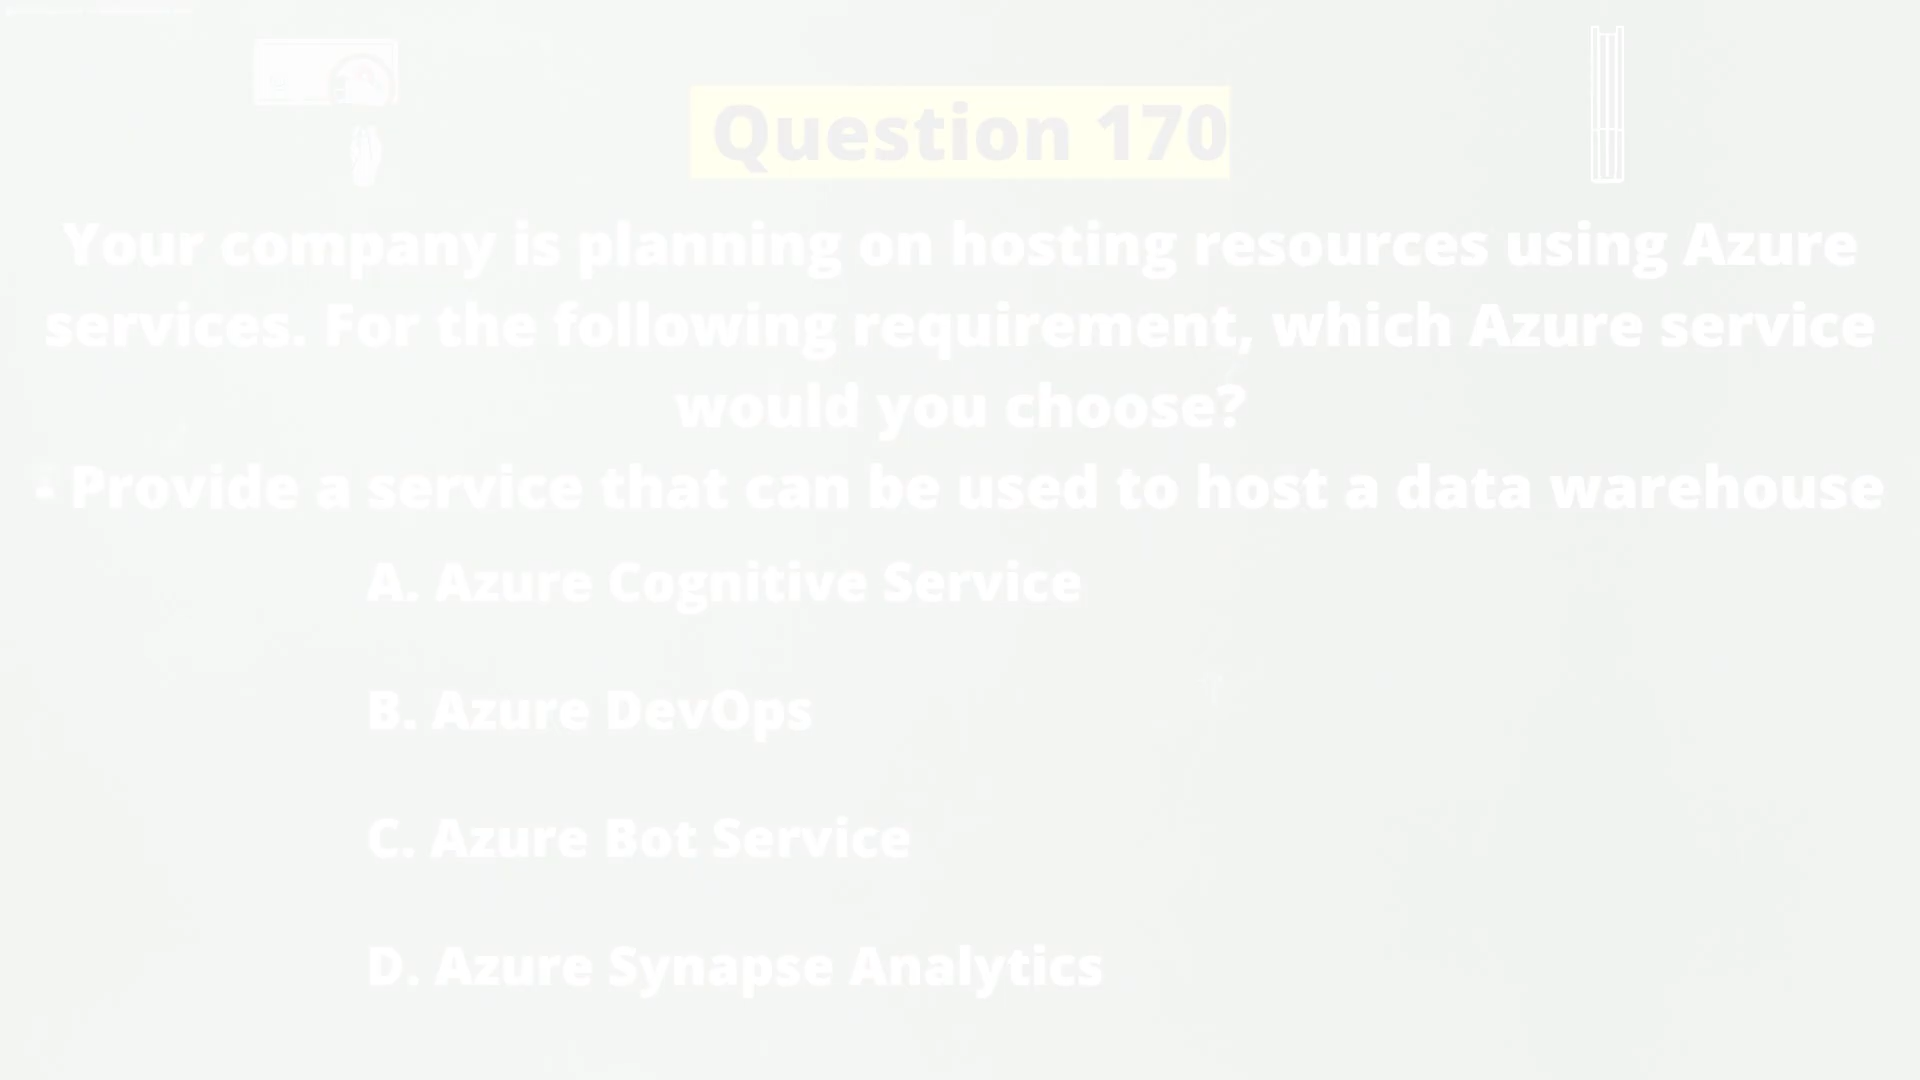 Question 170
Your company is planning on hosting resources using Azure
services. For the following requirement, which Azure service
would you choose?
- Provide a service that can be used to host a data warehouse
A. Azure Cognitive Service
B. Azure DevOps
C. Azure Bot Service
D. Azure Synapse Analytics